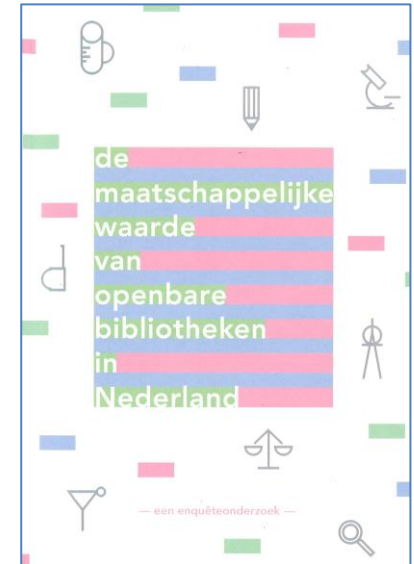 de
maatschappelijke
waarde
van
openbare
bibliotheken
in
Nederland
— een enquêteonderzoek —